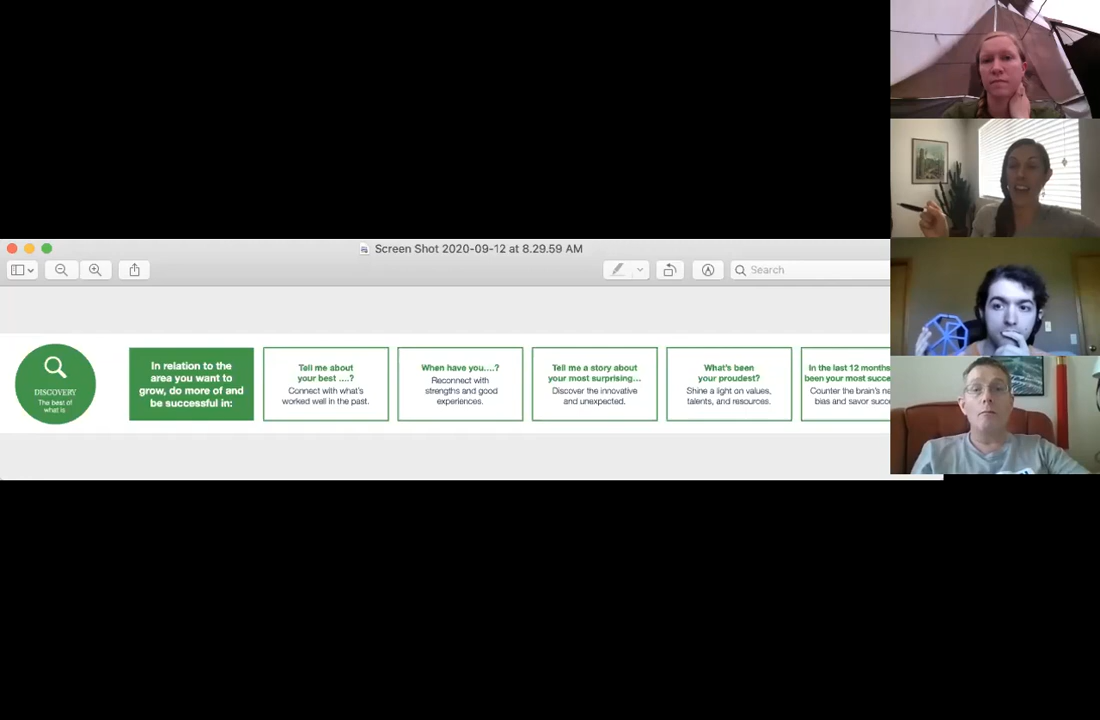 Screen Shot 2020-09-12 at 8.29.59 AM
Search
DISCOVERY
The best of
what is
In relation to the
area you want to
grow, do more of and
be successful in:
Tell me about
your best ....?
Connect with what's
worked well in the past.
When have you....?
Reconnect with
strengths and good
experiences.
Tell me a story about
your most surprising...
Discover the innovative
and unexpected.
What's been
your proudest?
Shine a light on values,
talents, and resources.
In the last 12 months
been your most
Counter the brain's
bias and savor